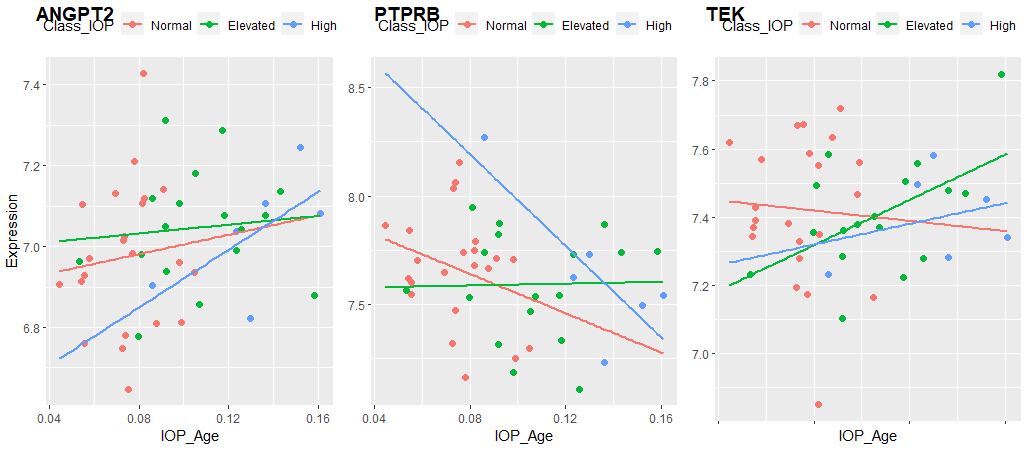 ANGPT2 PTPRB TEK
Class_IOP Normal Elevated High Class_IOP Normal Elevated High Class_IOP Normal Elevated High
Expression
7.4
7.2
7.0
6.8
0.04 0.08 0.12 0.16
IOP_Age
8.5
8.0
7.5
0.04 0.08 0.12 0.16
IOP_Age
7.8
7.6
7.4
7.2
7.0
IOP_Age